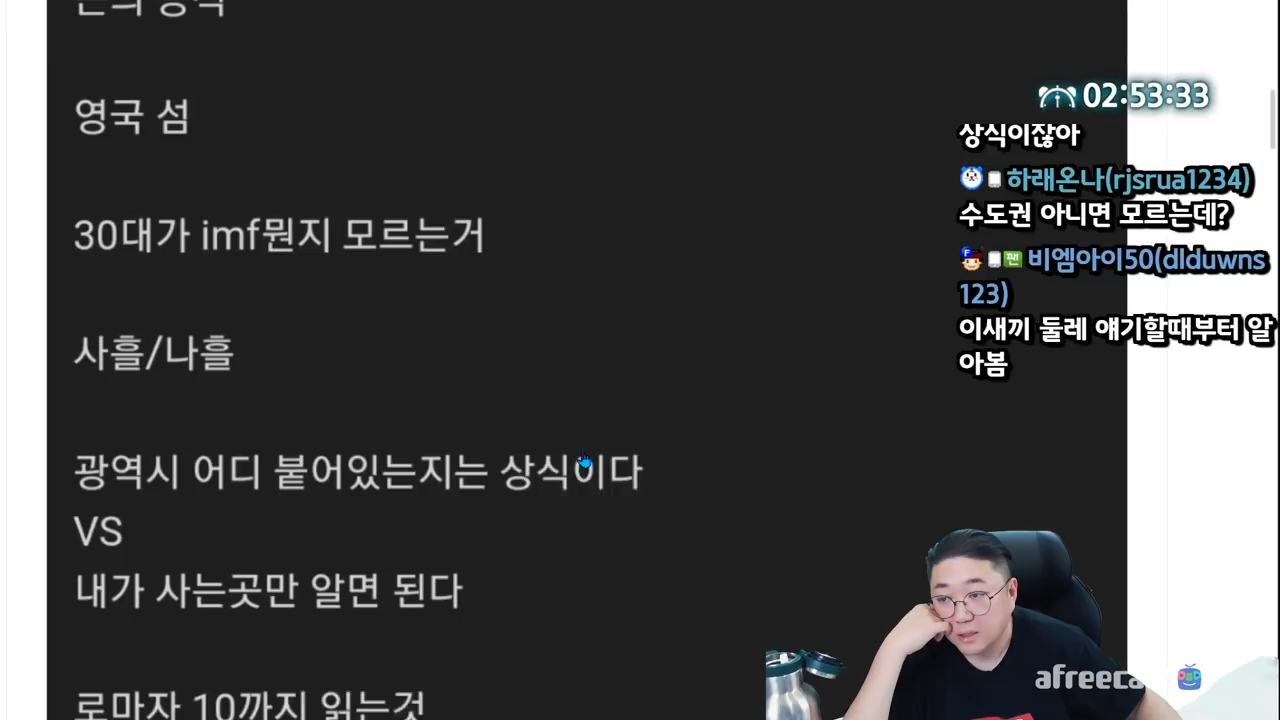 영국 섬
30대가 imf뭔지 모르는거
사흘/나흘
광역시 어디 붙어있는지는 상식이다
VS
내가 사는곳만 알면 된다
로마자 10까지 읽는것
02:53:33
상식이잖아
하래온나(rjsrua1234)
수도권 아니면 모르는데?
F 팬 비엠아이50(dlduwns
123)
이새끼 둘레 얘기할때부터 알
아봄
afreeca